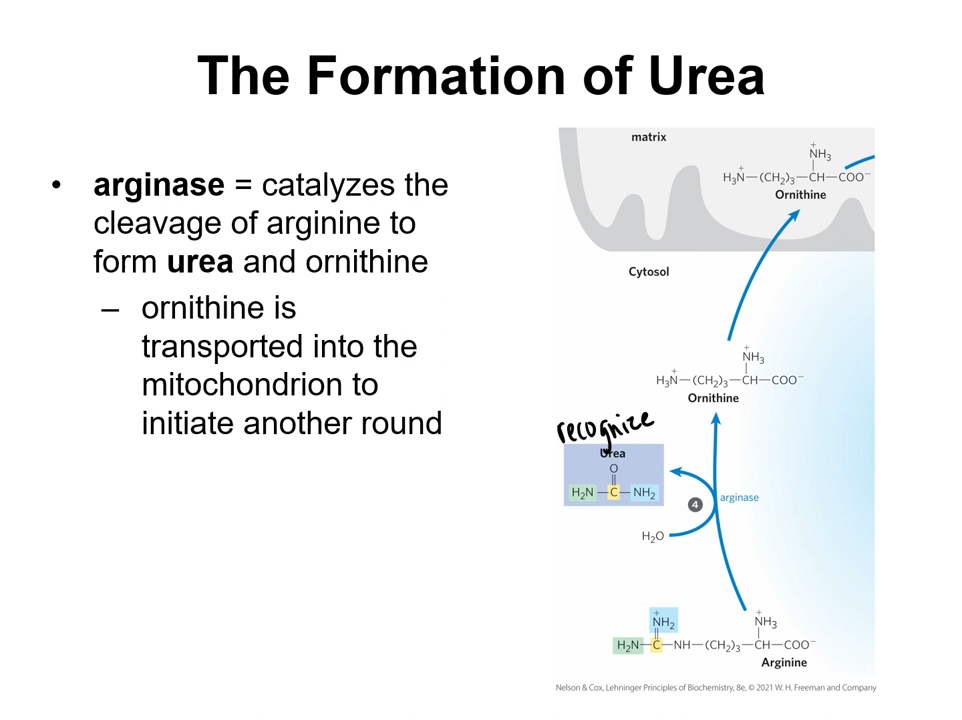 The Formation of Urea
• arginase = catalyzes the
cleavage of arginine to
form urea and ornithine
– ornithine is
transported into the
mitochondrion to
initiate another round
matrix
+
NH3
+
H3N—(CH2)3—CH—COO−
Ornithine
Cytosol
+
NH3
+
H3N—(CH2)3—CH—COO−
Ornithine
recognize
Urea
O
H2N—C—NH2
arginase
4
H2O
+
NH2
+
NH3
H2N—C—NH—(CH2)3—CH—COO−
Arginine
Nelson & Cox, Lehninger Principles of Biochemistry, 8e, © 2021 W. H. Freeman and Company